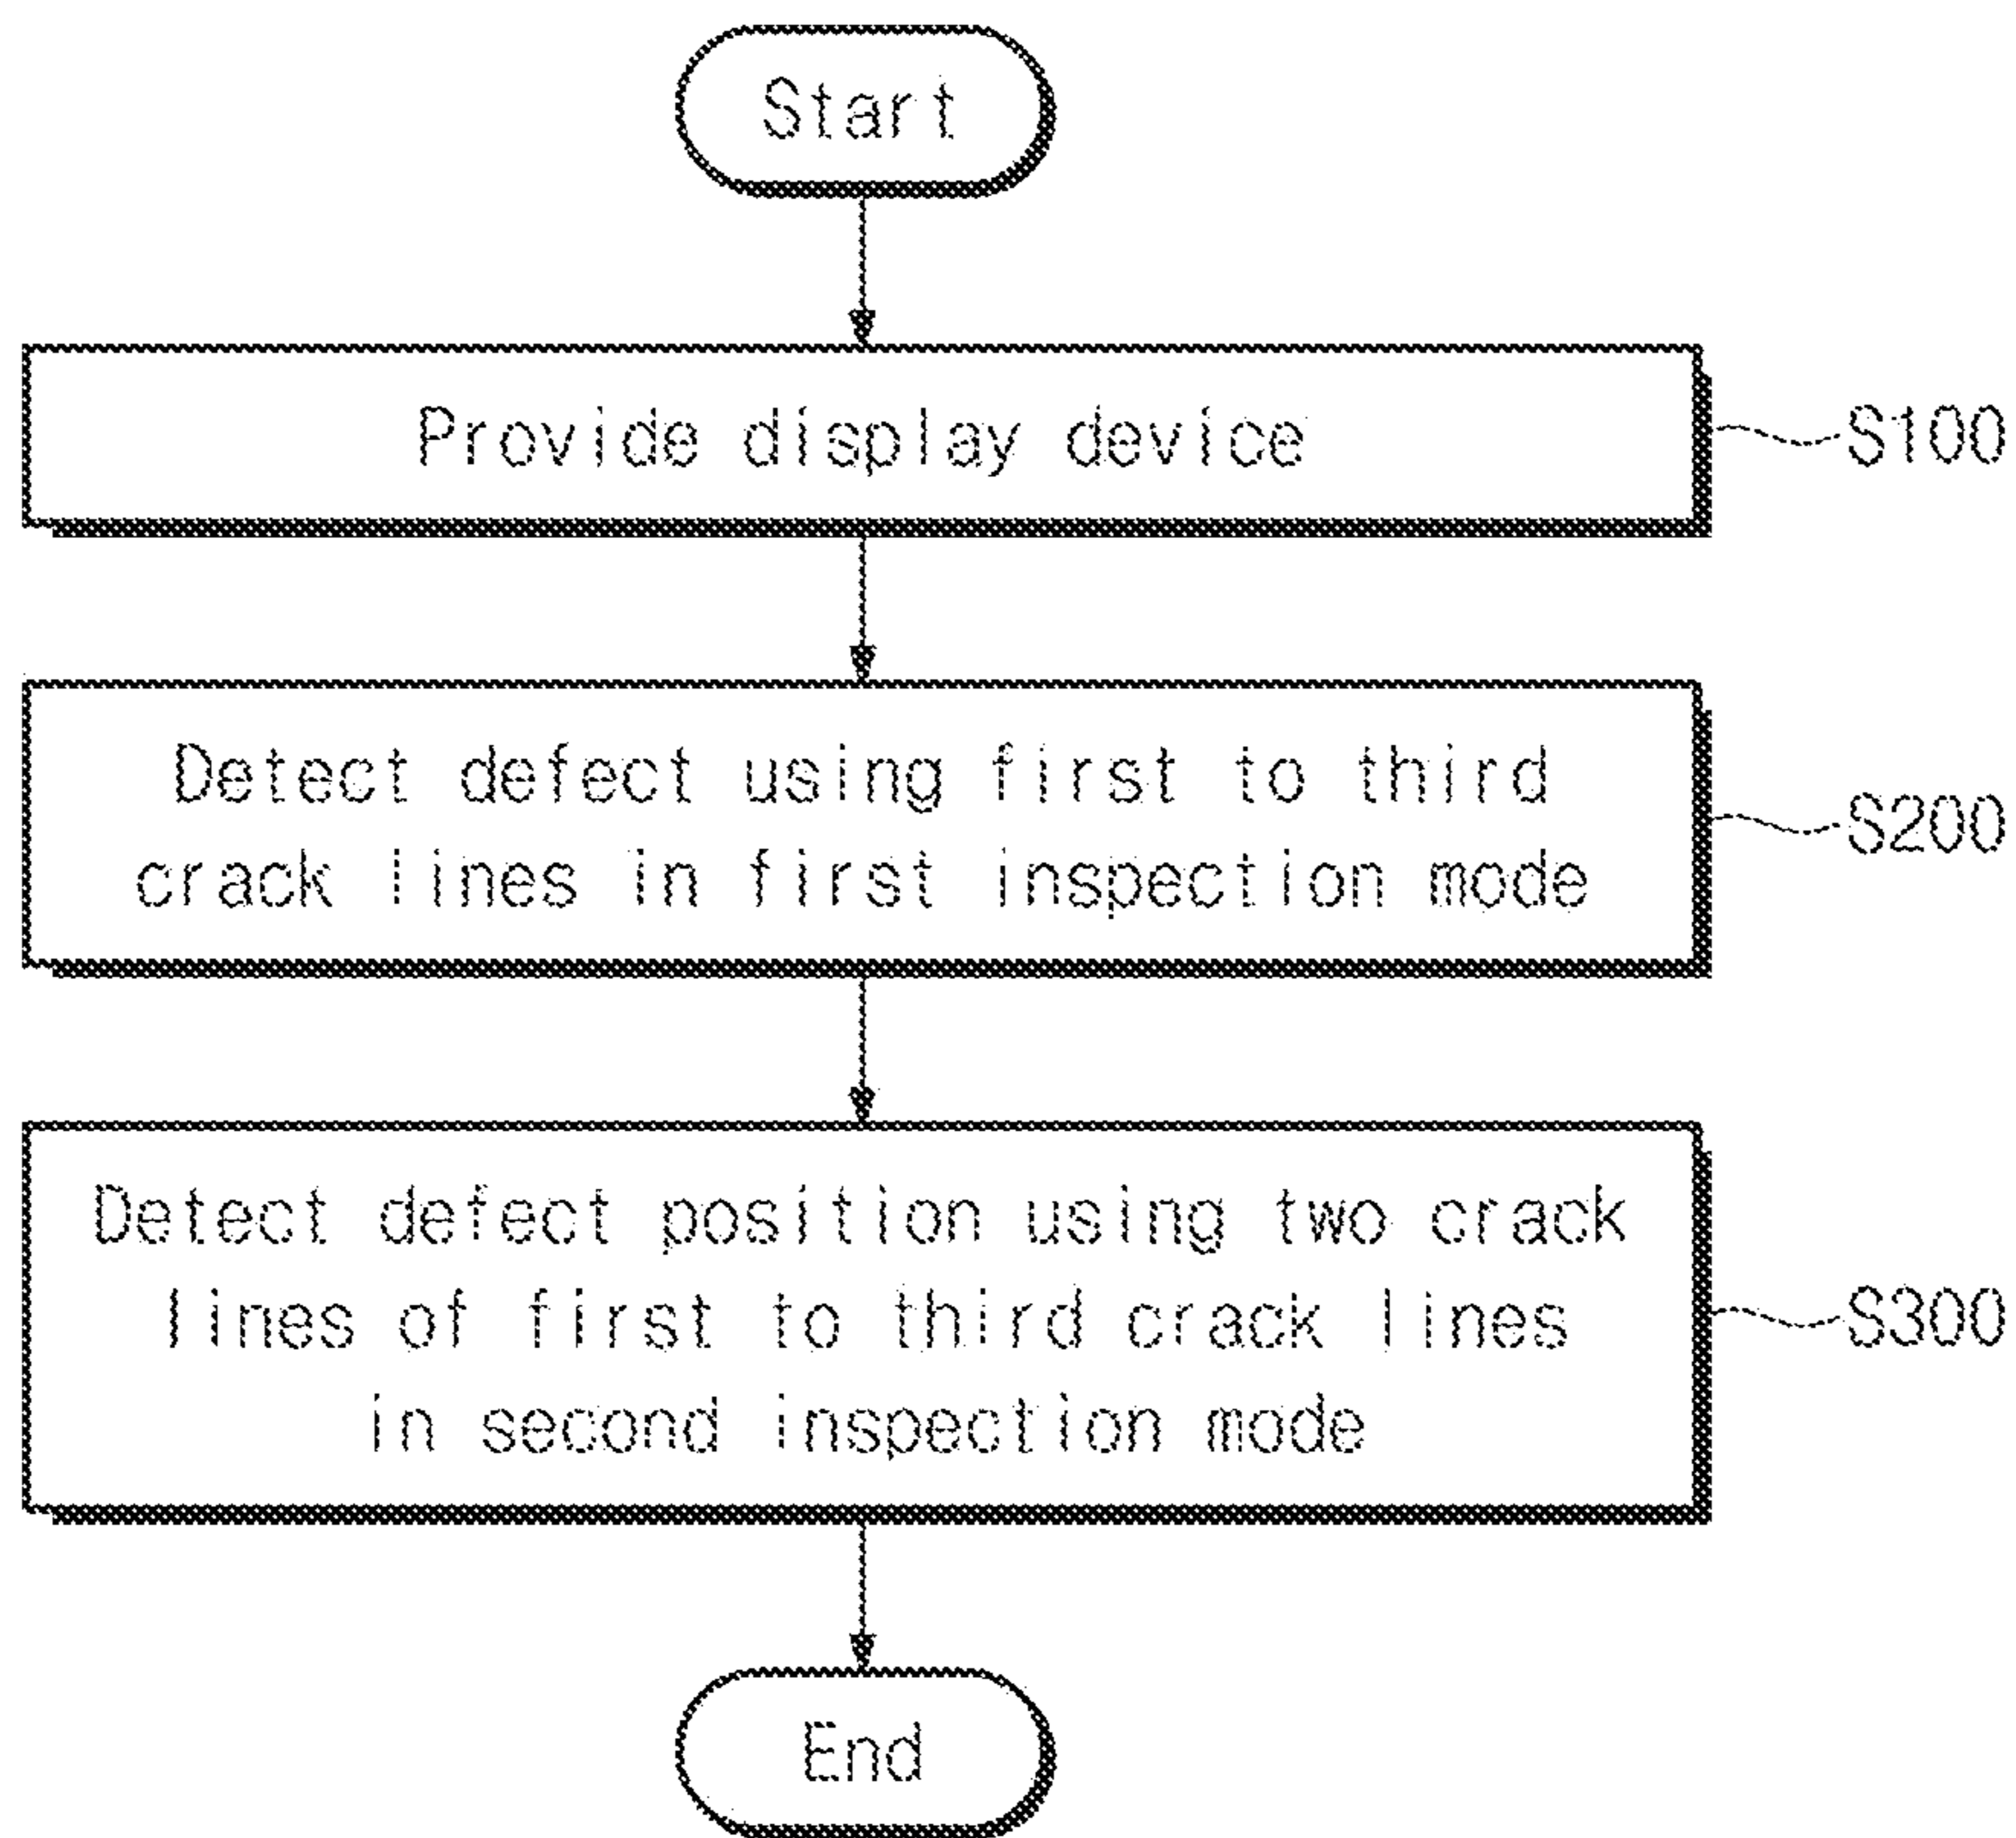 Start
Provide display device
S100
Detect defect using first to third
crack lines in first inspection mode
S200
Detect defect position using two crack
lines of first to third crack lines
in second inspection mode
S300
End